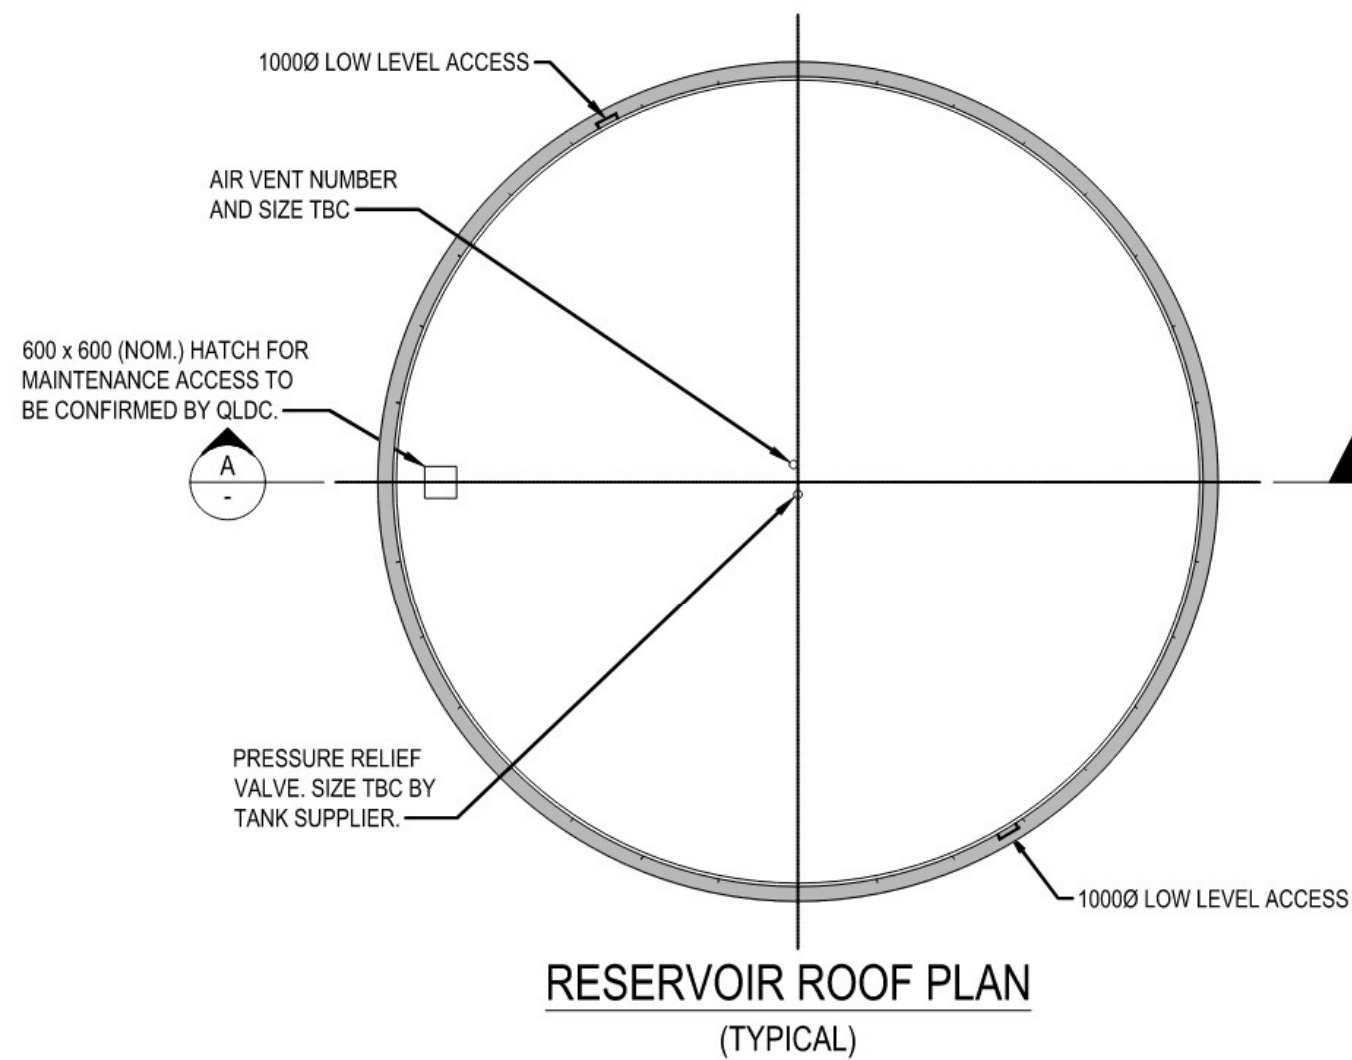 1000Ø LOW LEVEL ACCESS
AIR VENT NUMBER
AND SIZE TBC
600 x 600 (NOM.) HATCH FOR
MAINTENANCE ACCESS TO
BE CONFIRMED BY QLDC.
A
-
PRESSURE RELIEF
VALVE. SIZE TBC BY
TANK SUPPLIER.
1000Ø LOW LEVEL ACCESS
RESERVOIR ROOF PLAN
(TYPICAL)